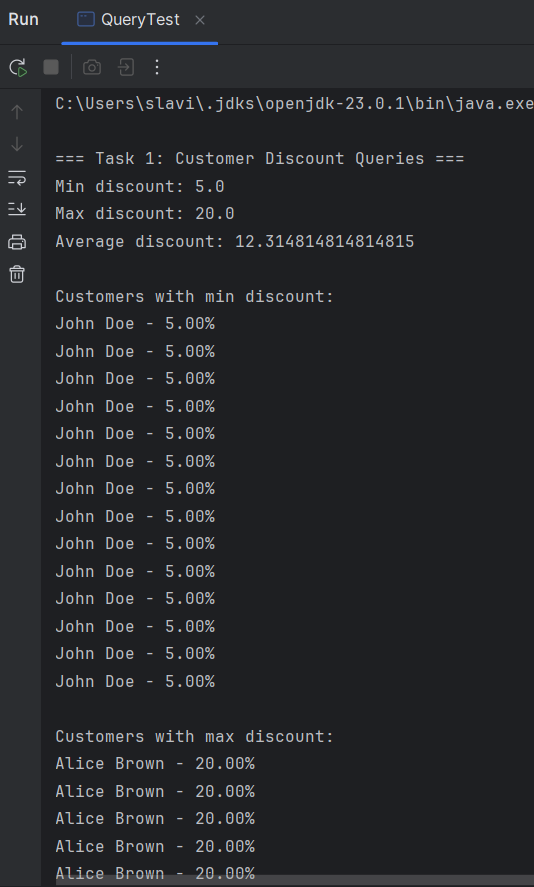 Run
QueryTest
C:\Users\slavi\.jdks\openjdk-23.0.1\bin\java.exe
=== Task 1: Customer Discount Queries ===
Min discount: 5.0
Max discount: 20.0
Average discount: 12.314814814814815
Customers with min discount:
John Doe - 5.00%
John Doe - 5.00%
John Doe - 5.00%
John Doe - 5.00%
John Doe - 5.00%
John Doe - 5.00%
John Doe - 5.00%
John Doe - 5.00%
John Doe - 5.00%
John Doe - 5.00%
John Doe - 5.00%
John Doe - 5.00%
John Doe - 5.00%
John Doe - 5.00%
Customers with max discount:
Alice Brown - 20.00%
Alice Brown - 20.00%
Alice Brown - 20.00%
Alice Brown - 20.00%
Alice Brown - 20.00%